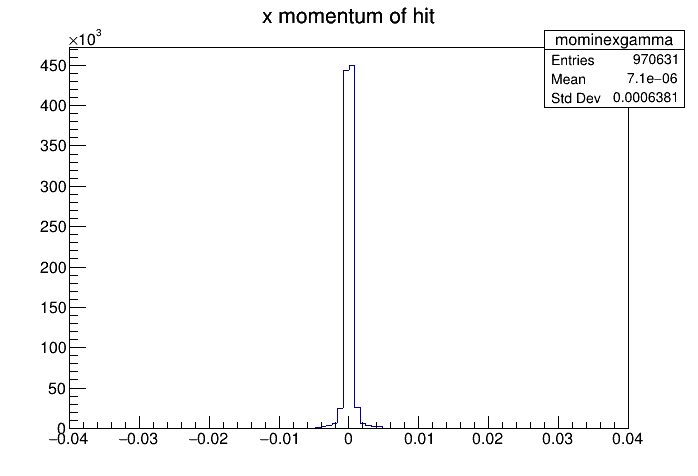 x momentum of hit
×10³
mominexgamma
Entries 970631
Mean 7.1e−06
Std Dev 0.0006381
450
400
350
300
250
200
150
100
50
0
−0.04 −0.03 −0.02 −0.01 0 0.01 0.02 0.03 0.04